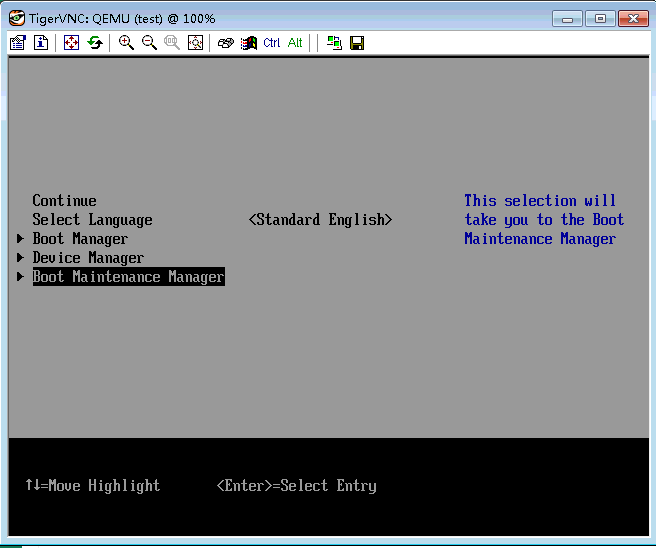 TigerVNC: QEMU (test) @ 100%
Ctrl Alt
Continue
Select Language <Standard English>
Boot Manager
Device Manager
Boot Maintenance Manager
This selection will
take you to the Boot
Maintenance Manager
↑↓=Move Highlight <Enter>=Select Entry